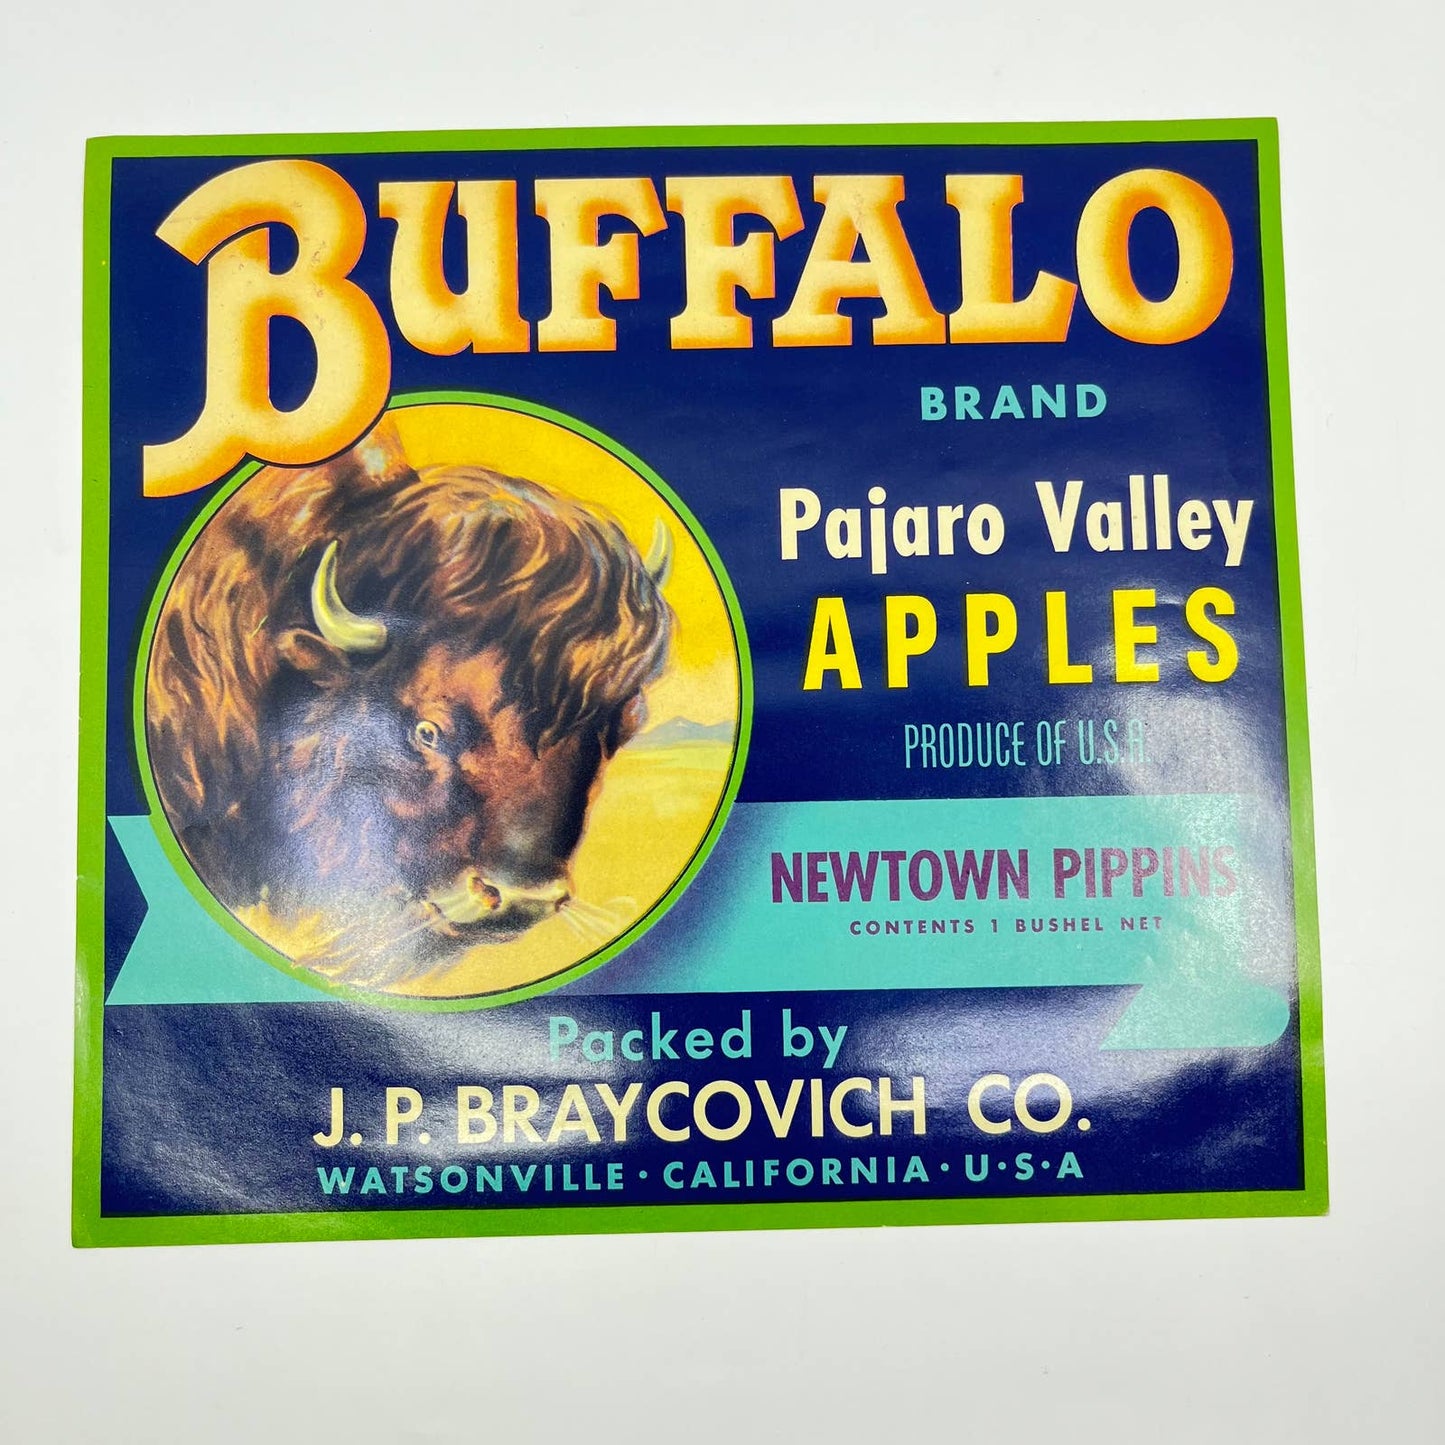 BUFFALO
BRAND
Pajaro Valley
APPLES
PRODUCE OF U.S.A.
NEWTOWN PIPPINS
CONTENTS 1 BUSHEL NET
Packed by
J. P. BRAYCOVICH CO.
WATSONVILLE · CALIFORNIA · U·S·A